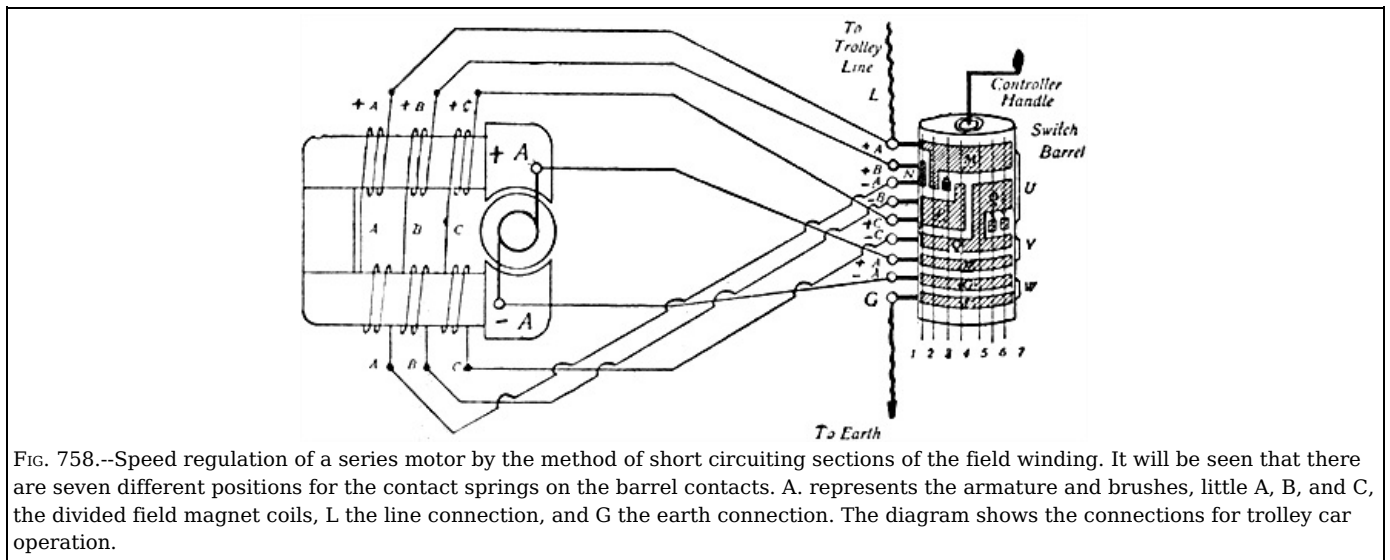 To
Trolley
Line
L
Controller
Handle
Switch
Barrel
+ A + B + C
+ A
+ A
+ B
- A
- B
+ C
- C
+ A
- A
G
M
N
U
V
W
A B C
- A
A B C
1 2 3 4 5 6 7
To Earth
FIG. 758.--Speed regulation of a series motor by the method of short circuiting sections of the field winding. It will be seen that there
are seven different positions for the contact springs on the barrel contacts. A. represents the armature and brushes, little A, B, and C,
the divided field magnet coils, L the line connection, and G the earth connection. The diagram shows the connections for trolley car
operation.